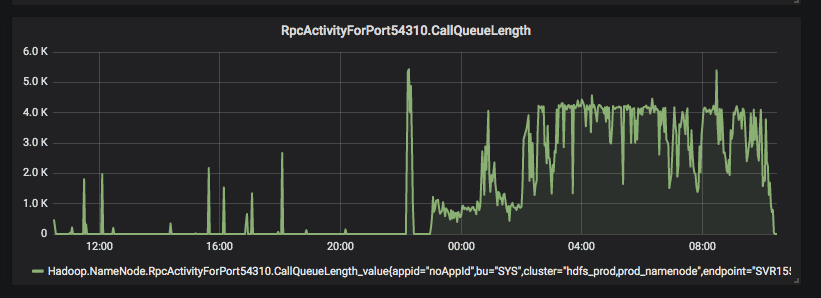 RpcActivityForPort54310.CallQueueLength
6.0 K
5.0 K
4.0 K
3.0 K
2.0 K
1.0 K
0
12:00 16:00 20:00 00:00 04:00 08:00
Hadoop.NameNode.RpcActivityForPort54310.CallQueueLength_value{appid="noAppId",bu="SYS",cluster="hdfs_prod,prod_namenode",endpoint="SVR15